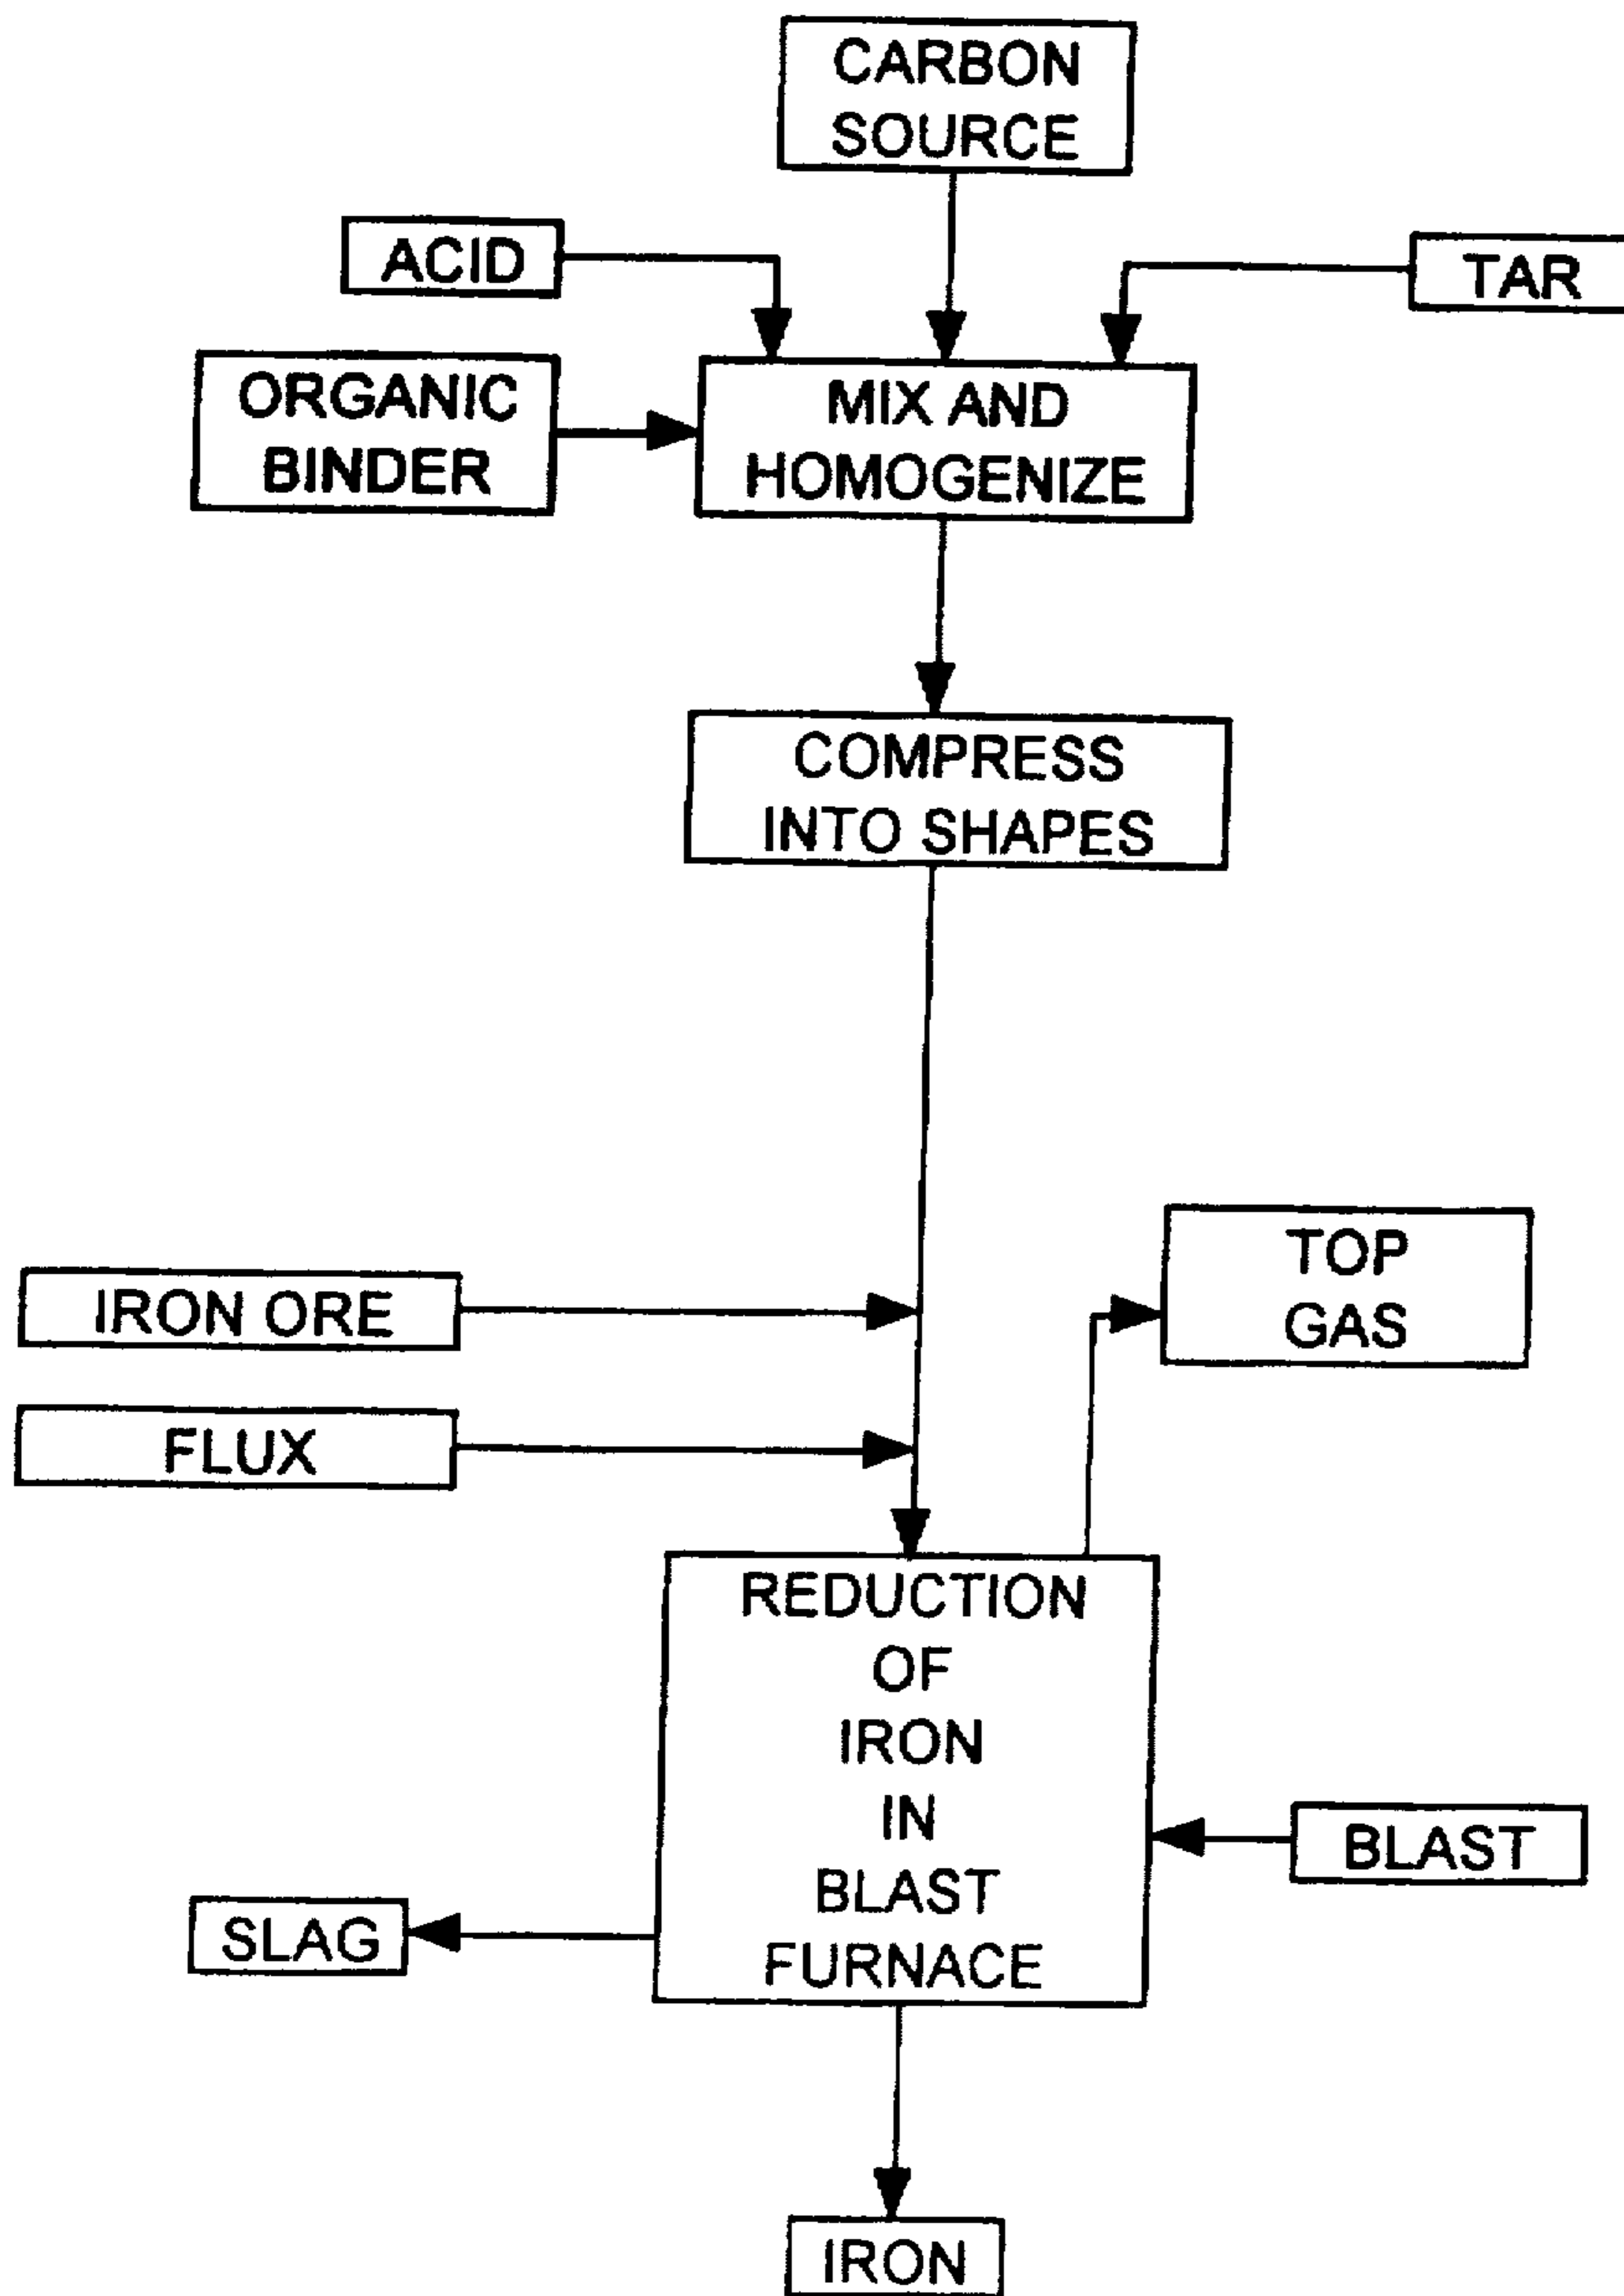 CARBON
SOURCE
ACID
TAR
ORGANIC
BINDER
MIX AND
HOMOGENIZE
COMPRESS
INTO SHAPES
TOP
GAS
IRON ORE
FLUX
REDUCTION
OF
IRON
IN
BLAST
FURNACE
BLAST
SLAG
IRON